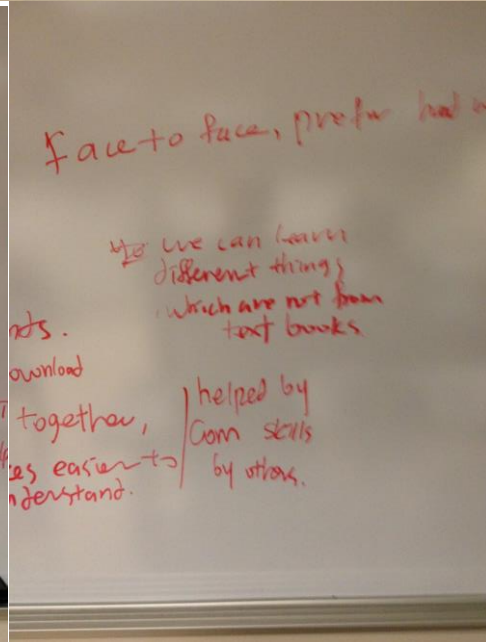 face to face, prefer
we can learn
different things
which are not from
text books.
nts.
ownload
together,
es easier to
nderstand.
helped by
Com skills
by others.